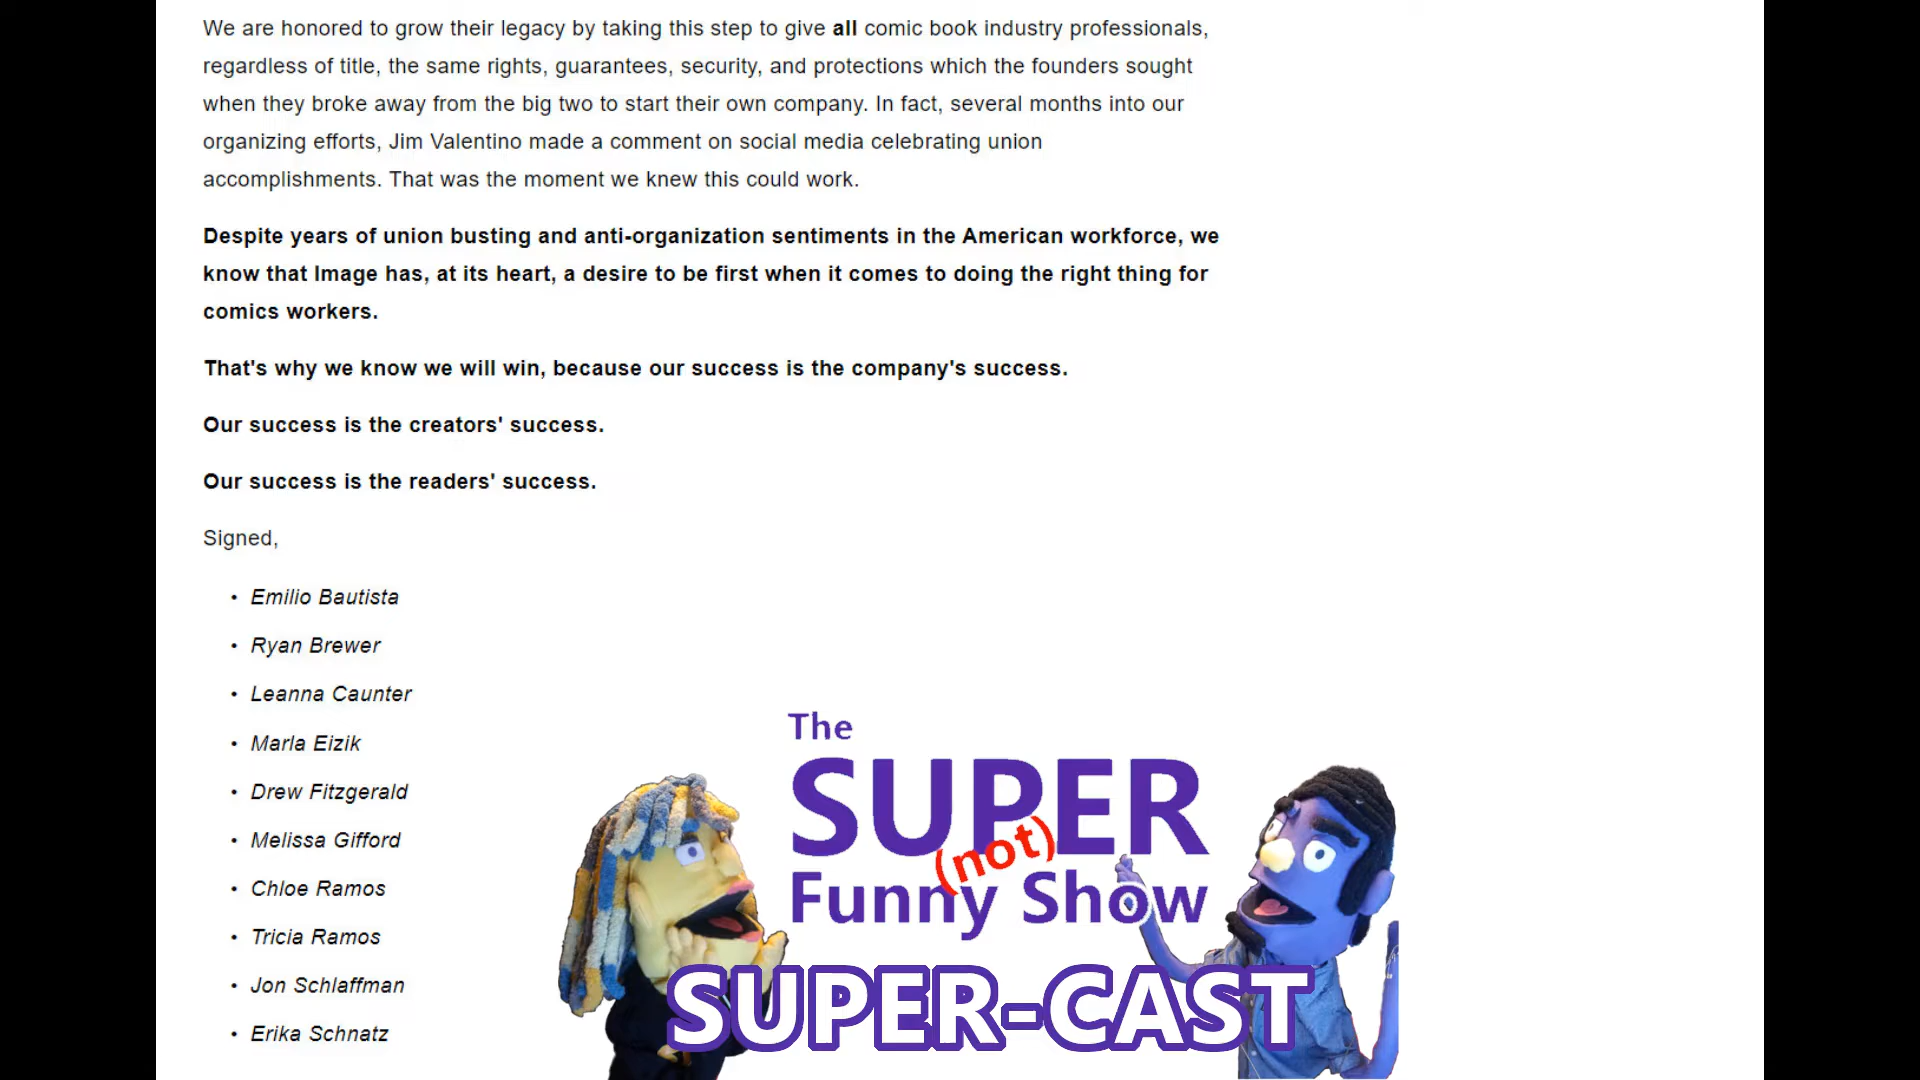 We are honored to grow their legacy by taking this step to give all comic book industry professionals,
regardless of title, the same rights, guarantees, security, and protections which the founders sought
when they broke away from the big two to start their own company. In fact, several months into our
organizing efforts, Jim Valentino made a comment on social media celebrating union
accomplishments. That was the moment we knew this could work.
Despite years of union busting and anti-organization sentiments in the American workforce, we
know that Image has, at its heart, a desire to be first when it comes to doing the right thing for
comics workers.
That's why we know we will win, because our success is the company's success.
Our success is the creators' success.
Our success is the readers' success.
Signed,
• Emilio Bautista
• Ryan Brewer
• Leanna Caunter
• Marla Eizik
• Drew Fitzgerald
• Melissa Gifford
• Chloe Ramos
• Tricia Ramos
• Jon Schlaffman
• Erika Schnatz
The
SUPER
(not)
Funny Show
SUPER-CAST